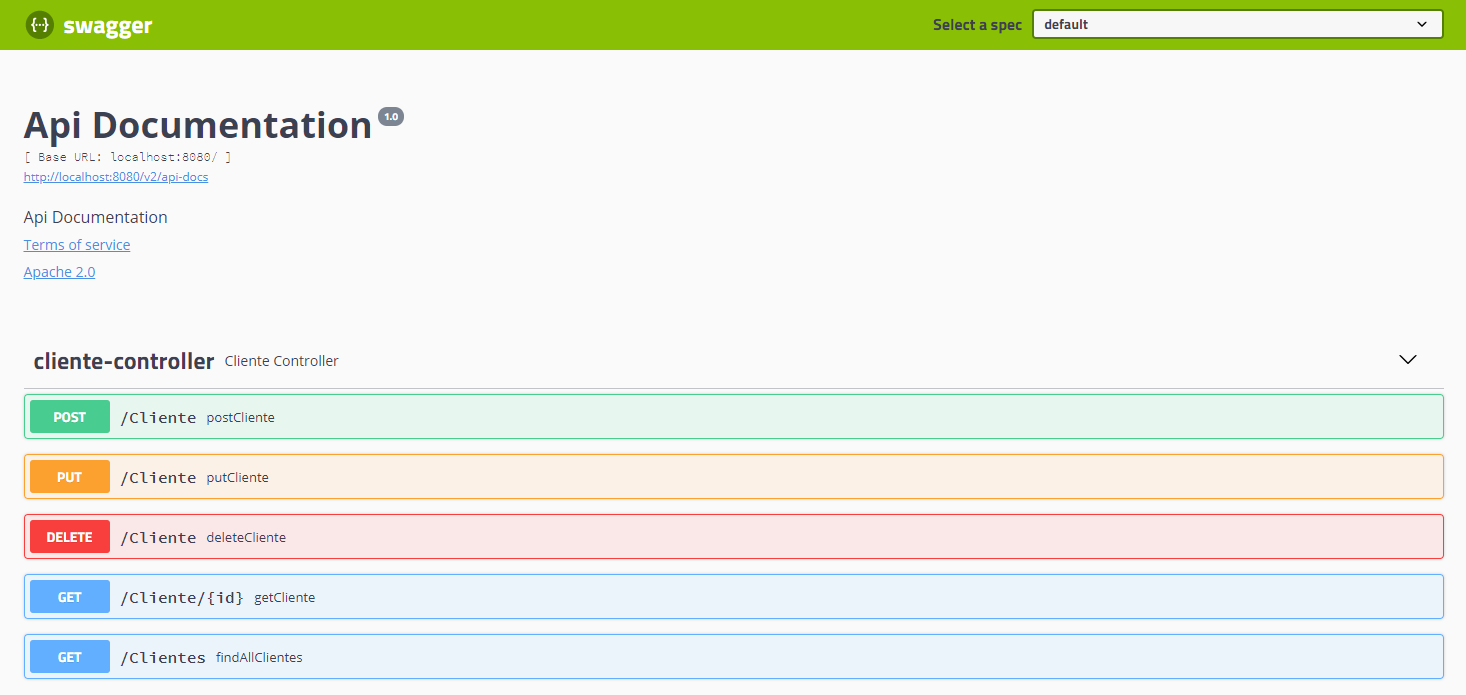 {···} swagger
Select a spec default
Api Documentation 1.0
[ Base URL: localhost:8080/ ]
http://localhost:8080/v2/api-docs
Api Documentation
Terms of service
Apache 2.0
cliente-controller Cliente Controller
POST /Cliente postCliente
PUT /Cliente putCliente
DELETE /Cliente deleteCliente
GET /Cliente/{id} getCliente
GET /Clientes findAllClientes